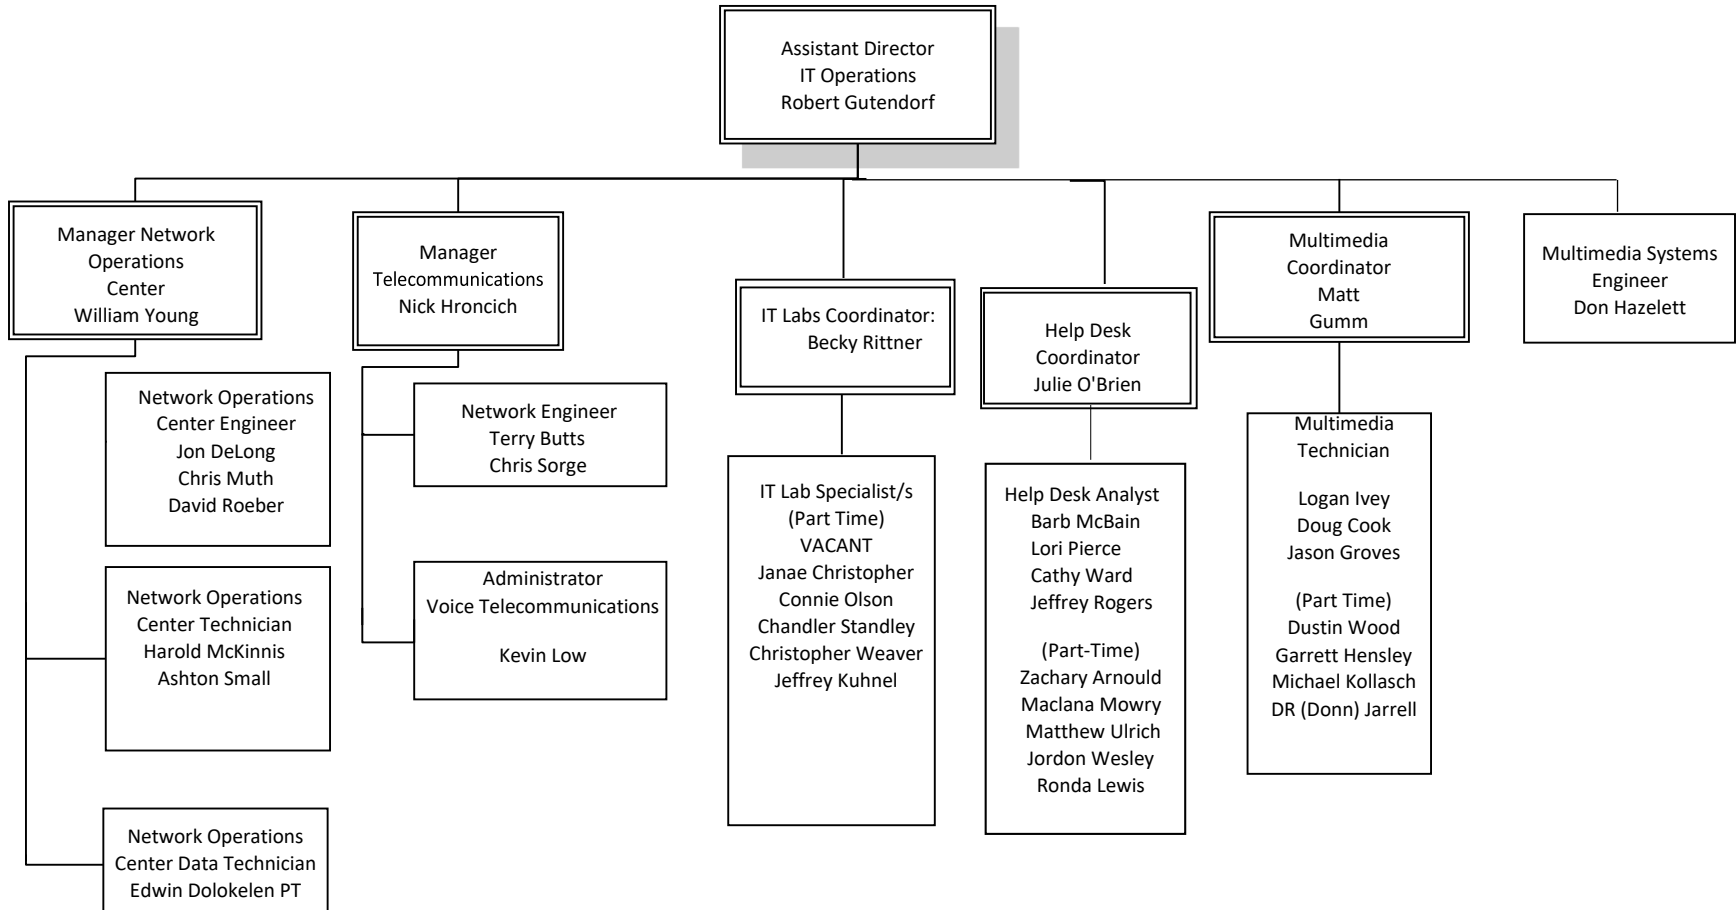 Assistant Director
IT Operations
Robert Gutendorf
Manager Network
Operations
Center
William Young
Manager
Telecommunications
Nick Hroncich
IT Labs Coordinator:
Becky Rittner
Help Desk
Coordinator
Julie O'Brien
Multimedia
Coordinator
Matt
Gumm
Multimedia Systems
Engineer
Don Hazelett
Network Operations
Center Engineer
Jon DeLong
Chris Muth
David Roeber
Network Operations
Center Technician
Harold McKinnis
Ashton Small
Network Operations
Center Data Technician
Edwin Dolokelen PT
Network Engineer
Terry Butts
Chris Sorge
Administrator
Voice Telecommunications
Kevin Low
IT Lab Specialist/s
(Part Time)
VACANT
Janae Christopher
Connie Olson
Chandler Standley
Christopher Weaver
Jeffrey Kuhnel
Help Desk Analyst
Barb McBain
Lori Pierce
Cathy Ward
Jeffrey Rogers
(Part-Time)
Zachary Arnould
Maclana Mowry
Matthew Ulrich
Jordon Wesley
Ronda Lewis
Multimedia
Technician
Logan Ivey
Doug Cook
Jason Groves
(Part Time)
Dustin Wood
Garrett Hensley
Michael Kollasch
DR (Donn) Jarrell